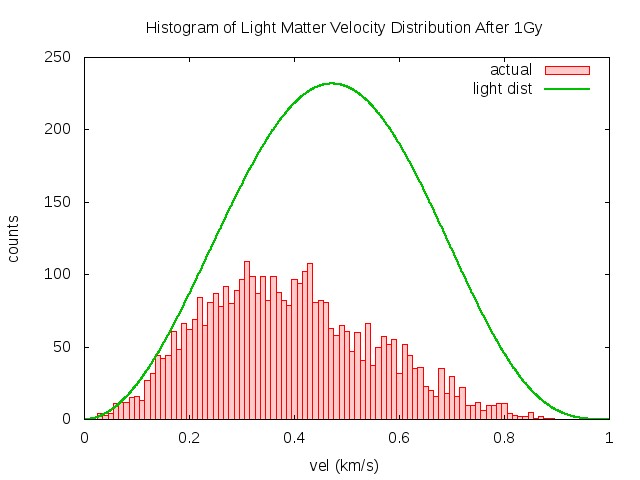 Histogram of Light Matter Velocity Distribution After 1Gy
250
200
150
100
50
0
counts
actual
light dist
0 0.2 0.4 0.6 0.8 1
vel (km/s)